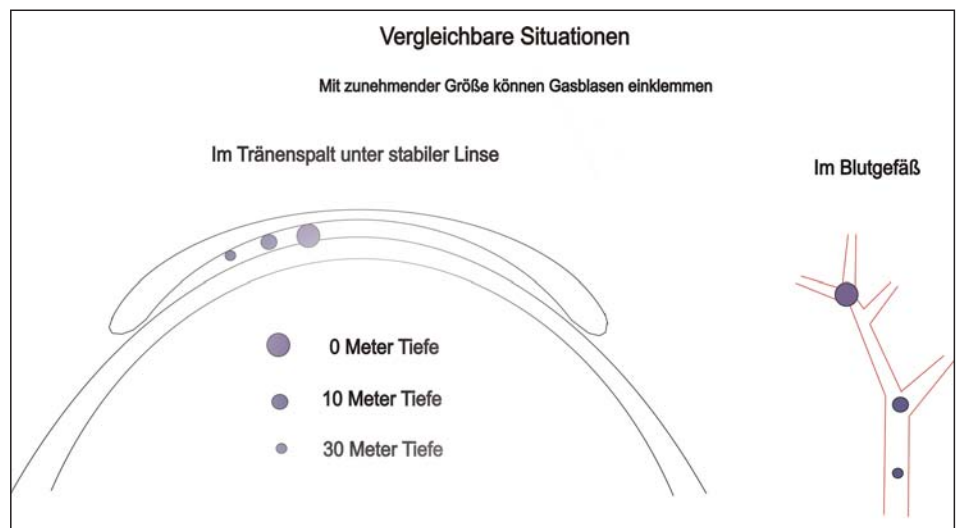 Vergleichbare Situationen
Mit zunehmender Größe können Gasblasen einklemmen
Im Tränenspalt unter stabiler Linse
Im Blutgefäß
0 Meter Tiefe
10 Meter Tiefe
30 Meter Tiefe